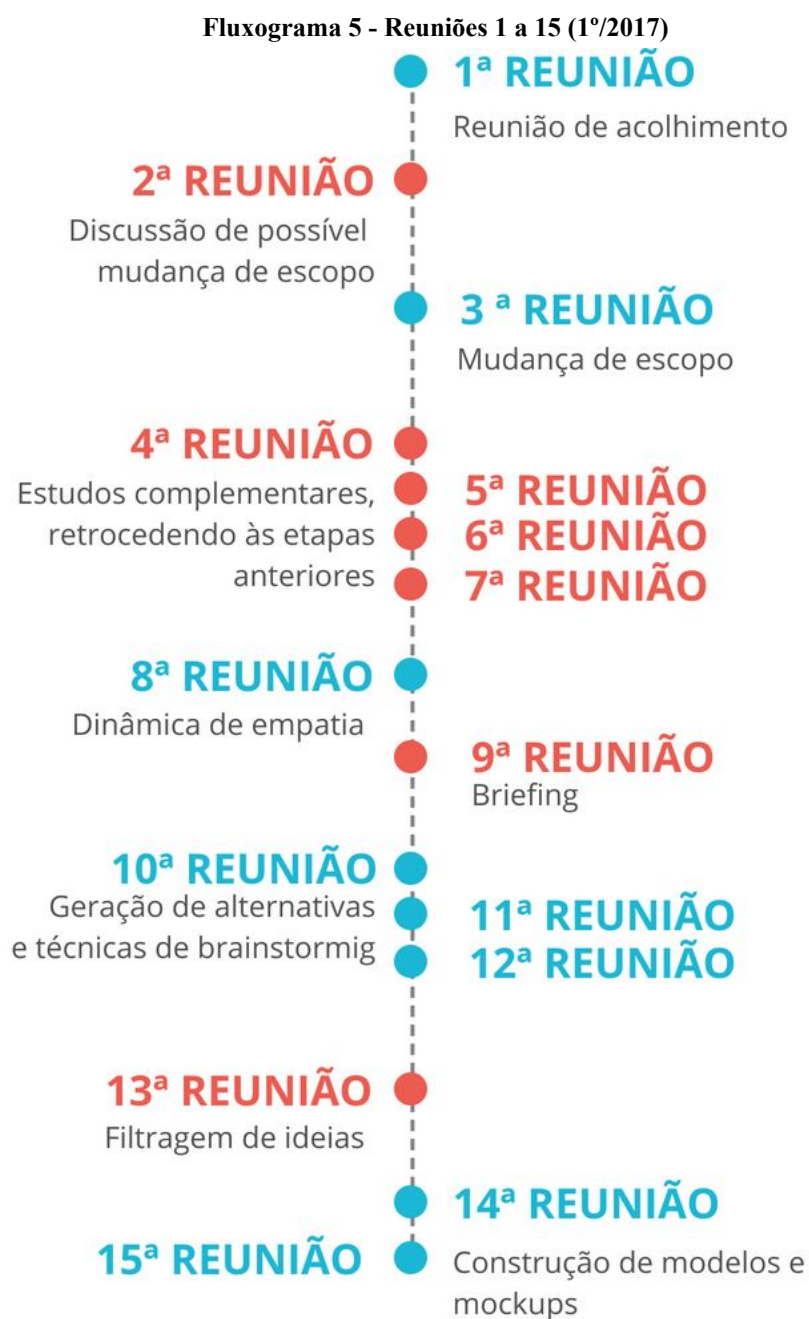 Fluxograma 5 - Reuniões 1 a 15 (1º/2017)
1ª REUNIÃO
Reunião de acolhimento
2ª REUNIÃO
Discussão de possível
mudança de escopo
3 ª REUNIÃO
Mudança de escopo
4ª REUNIÃO
Estudos complementares,
retrocedendo às etapas
anteriores
5ª REUNIÃO
6ª REUNIÃO
7ª REUNIÃO
8ª REUNIÃO
Dinâmica de empatia
9ª REUNIÃO
Briefing
10ª REUNIÃO
Geração de alternativas
e técnicas de brainstormig
11ª REUNIÃO
12ª REUNIÃO
13ª REUNIÃO
Filtragem de ideias
14ª REUNIÃO
15ª REUNIÃO
Construção de modelos e
mockups